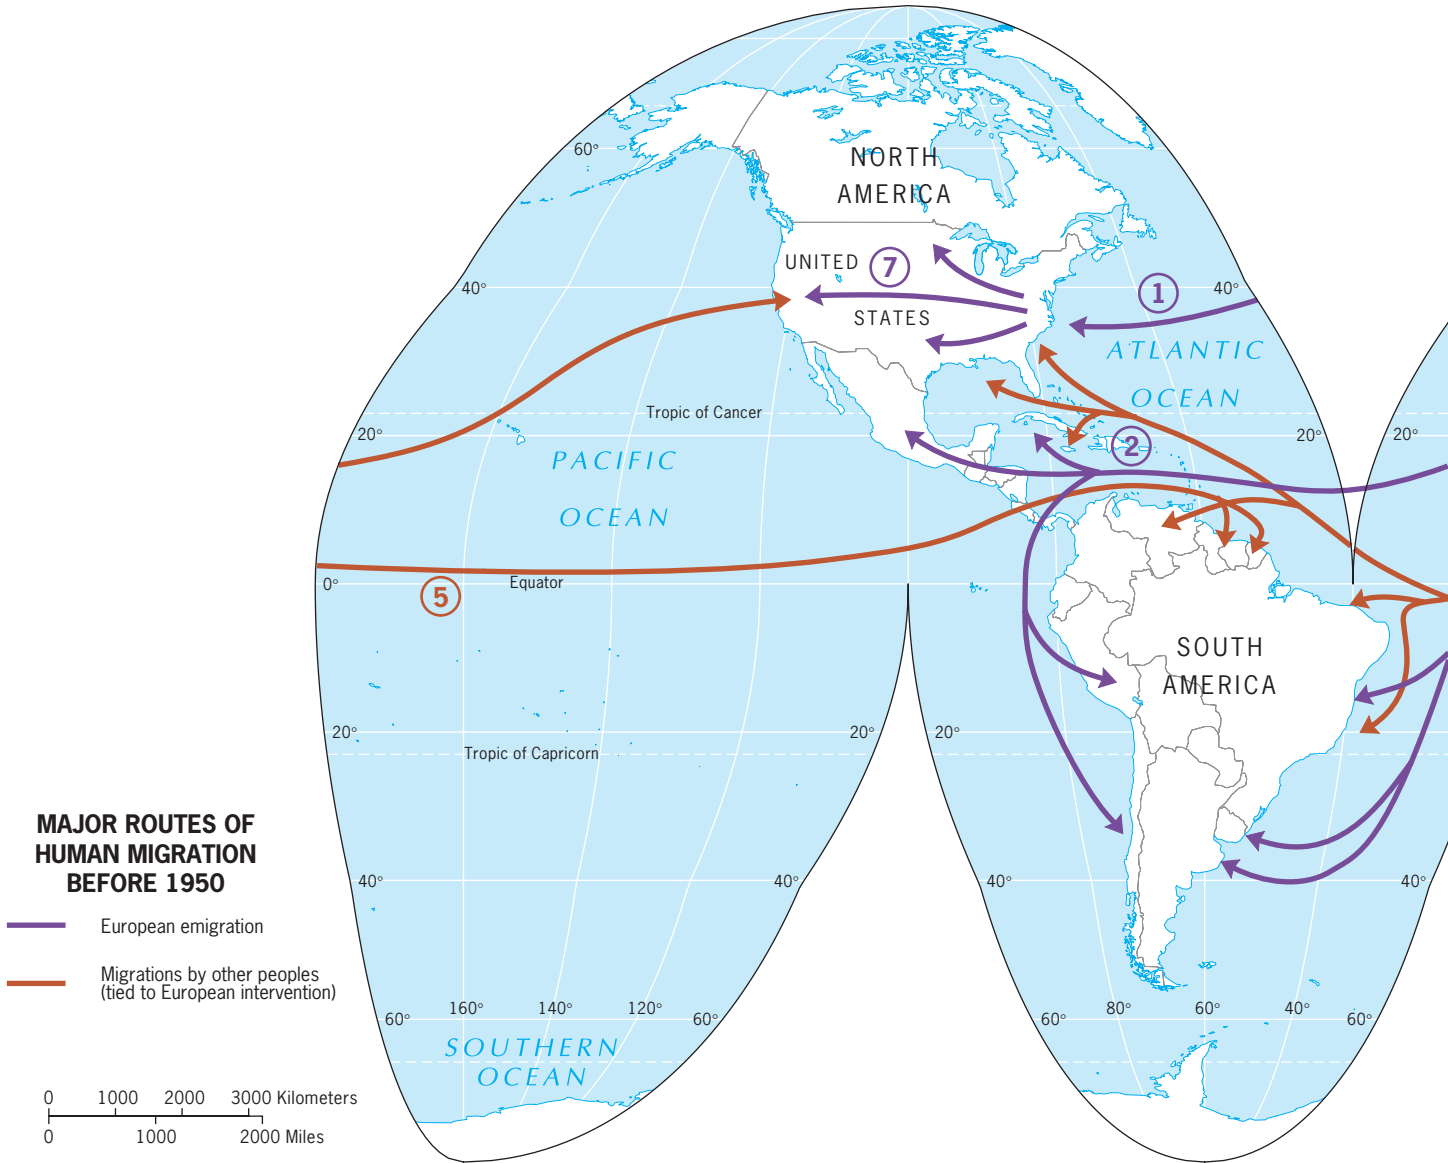 60°
NORTH
AMERICA
UNITED
7
STATES
40°
1
40°
ATLANTIC
OCEAN
Tropic of Cancer
20°
2
20°
20°
PACIFIC
OCEAN
0°
Equator
5
SOUTH
AMERICA
20°
20°
20°
Tropic of Capricorn
MAJOR ROUTES OF
HUMAN MIGRATION
BEFORE 1950
40°
40°
40°
40°
European emigration
Migrations by other peoples
(tied to European intervention)
60°
160°
140°
120°
60°
60°
80°
60°
40°
60°
SOUTHERN
OCEAN
0 1000 2000 3000 Kilometers
0 1000 2000 Miles